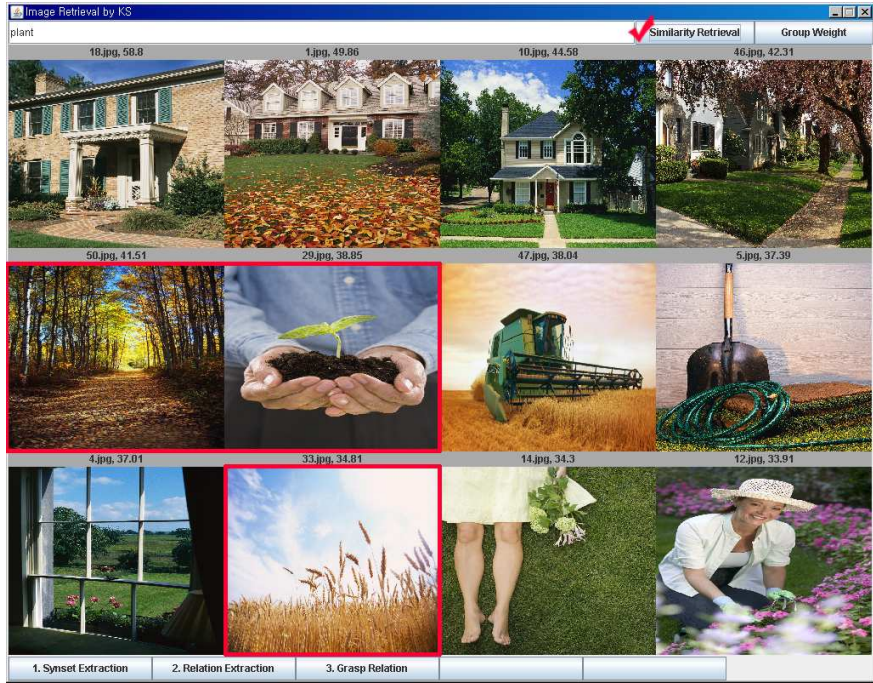 Image Retrieval by KS
plant
Similarity Retrieval
Group Weight
18.jpg, 58.8
1.jpg, 49.86
10.jpg, 44.58
46.jpg, 42.31
50.jpg, 41.51
29.jpg, 38.85
47.jpg, 38.04
5.jpg, 37.39
4.jpg, 37.01
33.jpg, 34.81
14.jpg, 34.3
12.jpg, 33.91
1. Synset Extraction
2. Relation Extraction
3. Grasp Relation